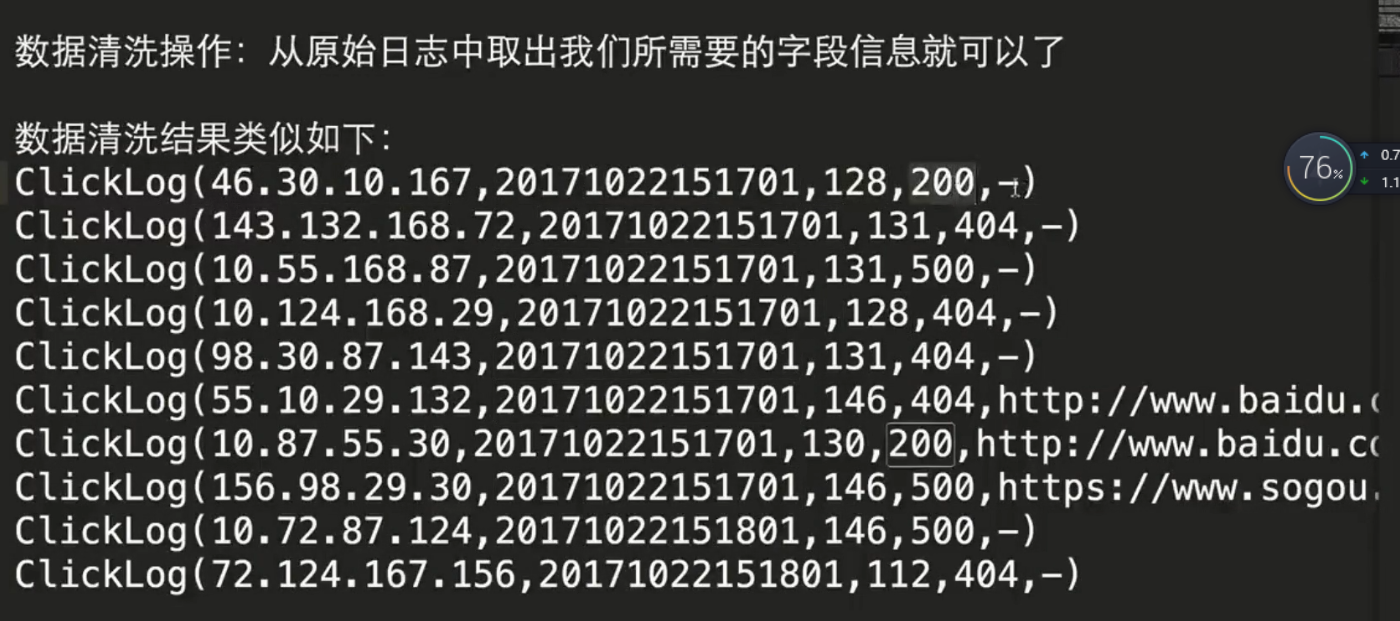 数据清洗操作：从原始日志中取出我们所需要的字段信息就可以了
数据清洗结果类似如下：
ClickLog(46.30.10.167,20171022151701,128,200,-)
ClickLog(143.132.168.72,20171022151701,131,404,-)
ClickLog(10.55.168.87,20171022151701,131,500,-)
ClickLog(10.124.168.29,20171022151701,128,404,-)
ClickLog(98.30.87.143,20171022151701,131,404,-)
ClickLog(55.10.29.132,20171022151701,146,404,http://www.baidu.c
ClickLog(10.87.55.30,20171022151701,130,200,http://www.baidu.co
ClickLog(156.98.29.30,20171022151701,146,500,https://www.sogou.
ClickLog(10.72.87.124,20171022151801,146,500,-)
ClickLog(72.124.167.156,20171022151801,112,404,-)
76%
0.7
1.1